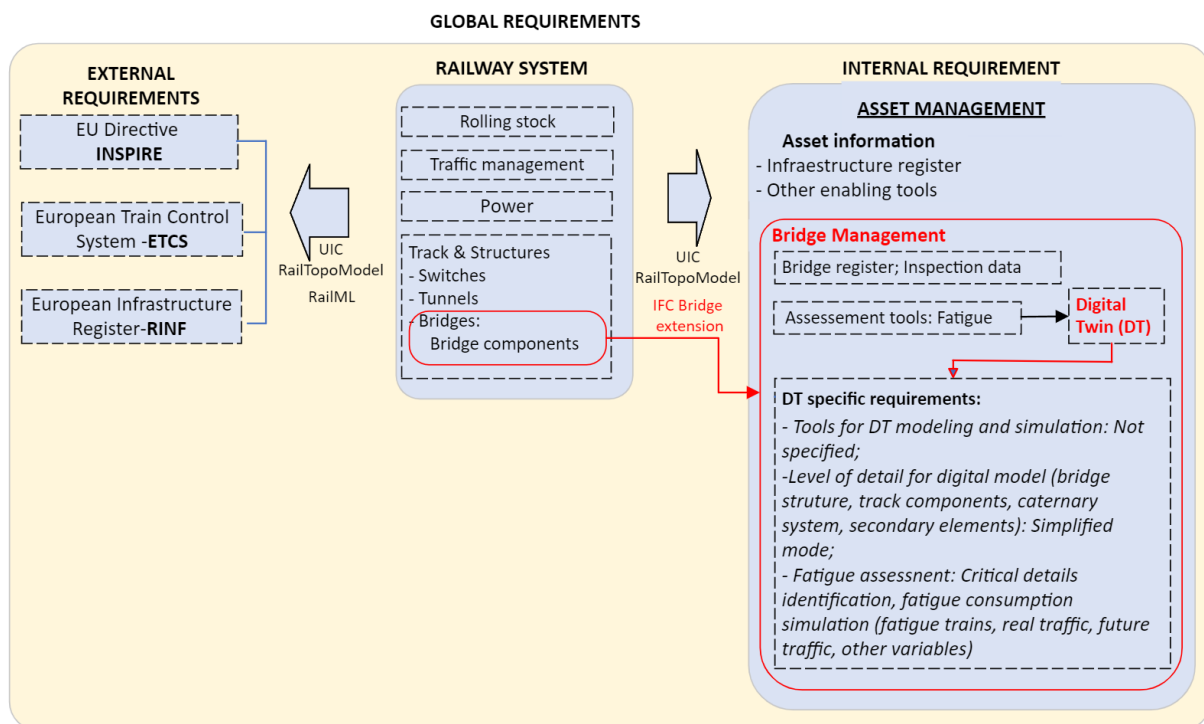 GLOBAL REQUIREMENTS
EXTERNAL
REQUIREMENTS
EU Directive
INSPIRE
European Train Control
System -ETCS
European Infrastructure
Register-RINF
UIC
RailTopoModel
RailML
RAILWAY SYSTEM
Rolling stock
Traffic management
Power
Track & Structures
- Switches
- Tunnels
- Bridges:
Bridge components
UIC
RailTopoModel
IFC Bridge
extension
INTERNAL REQUIREMENT
ASSET MANAGEMENT
Asset information
- Infraestructure register
- Other enabling tools
Bridge Management
Bridge register; Inspection data
Assessement tools: Fatigue
Digital
Twin (DT)
DT specific requirements:
- Tools for DT modeling and simulation: Not
specified;
-Level of detail for digital model (bridge
struture, track components, caternary
system, secondary elements): Simplified
mode;
- Fatigue assessnent: Critical details
identification, fatigue consumption
simulation (fatigue trains, real traffic, future
traffic, other variables)